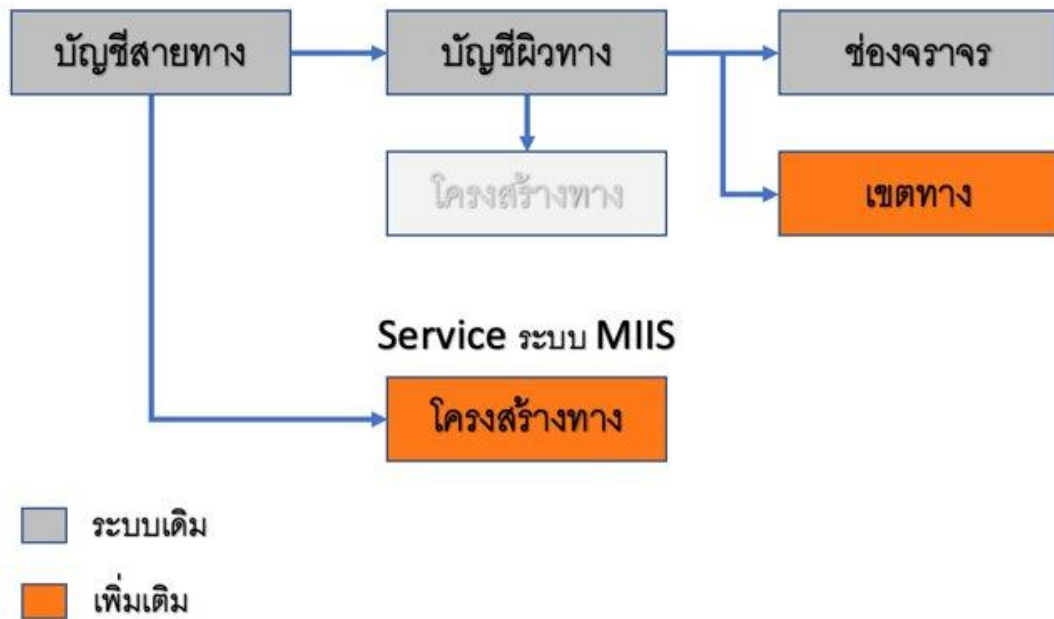 บัญชีสายทาง
บัญชีผิวทาง
ช่องจราจร
โครงสร้างทาง
เขตทาง
Service ระบบ MIIS
โครงสร้างทาง
ระบบเดิม
เพิ่มเติม